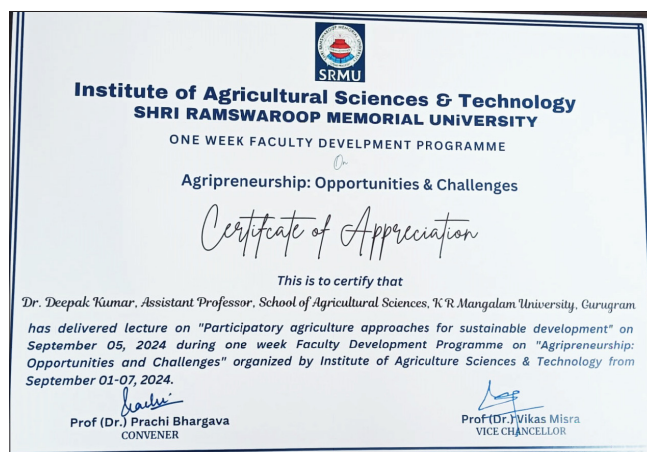 SRMU
Institute of Agricultural Sciences & Technology
SHRI RAMSWAROOP MEMORIAL UNiVERSITY
ONE WEEK FACULTY DEVELPMENT PROGRAMME
On
Agripreneurship: Opportunities & Challenges
Certifcate of Appreciation
This is to certify that
Dr. Deepak Kumar, Assistant Professor, School of Agricultural Sciences, K R Mangalam University, Gurugram
has delivered lecture on "Participatory agriculture approaches for sustainable development" on
September 05, 2024 during one week Faculty Development Programme on "Agripreneurship:
Opportunities and Challenges" organized by Institute of Agriculture Sciences & Technology from
September 01-07, 2024.
Prof (Dr.) Prachi Bhargava
CONVENER
Prof (Dr.) Vikas Misra
VICE CHANCELLOR